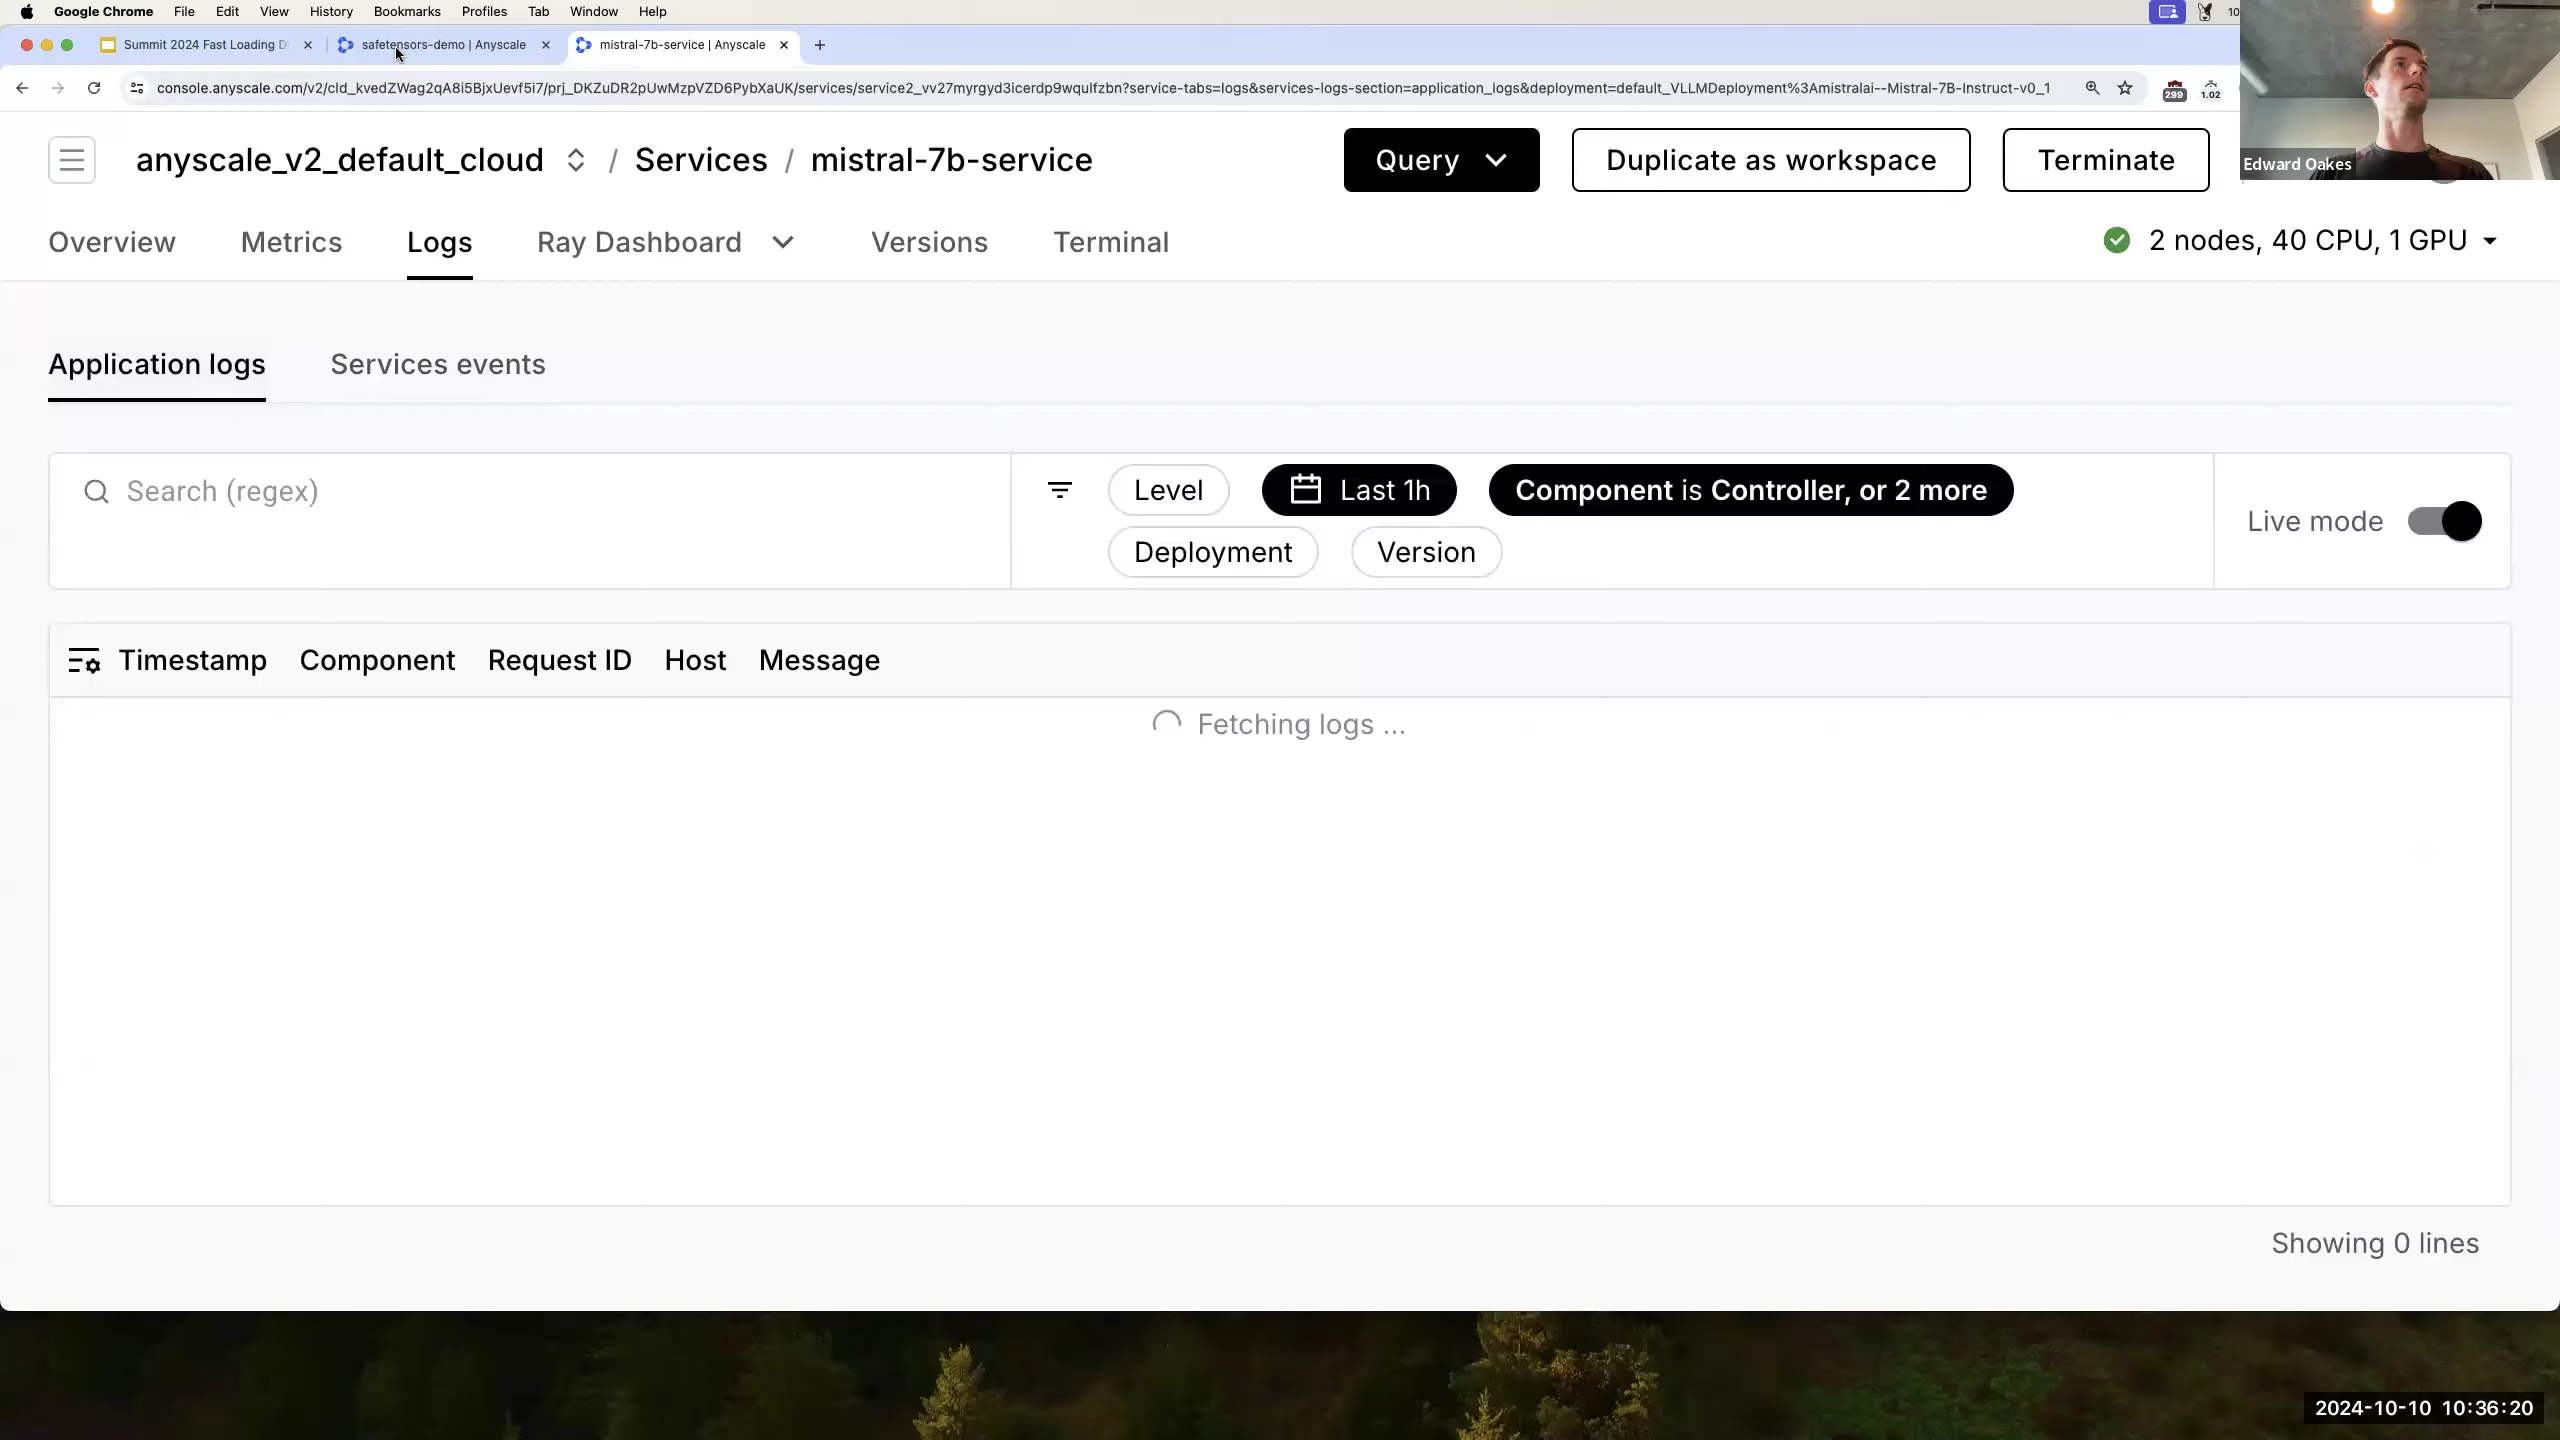 Google Chrome File Edit View History Bookmarks Profiles Tab Window Help 10
Summit 2024 Fast Loading D safetensors-demo | Anyscale mistral-7b-service | Anyscale
console.anyscale.com/v2/cld_kvedZWag2qA8i5BjxUevf5i7/prj_DKZuDR2pUwMzpVZD6PybXaUK/services/service2_vv27myrgyd3icerdp9wqulfzbn?service-tabs=logs&services-logs-section=application_logs&deployment=default_VLLMDeployment%3Amistralai--Mistral-7B-Instruct-v0_1 299 1.02
anyscale_v2_default_cloud / Services / mistral-7b-service Query Duplicate as workspace Terminate
Edward Oakes
Overview Metrics Logs Ray Dashboard Versions Terminal 2 nodes, 40 CPU, 1 GPU
Application logs Services events
Search (regex) Level Last 1h Component is Controller, or 2 more
Live mode
Deployment Version
Timestamp Component Request ID Host Message
Fetching logs ...
Showing 0 lines
2024-10-10 10:36:20